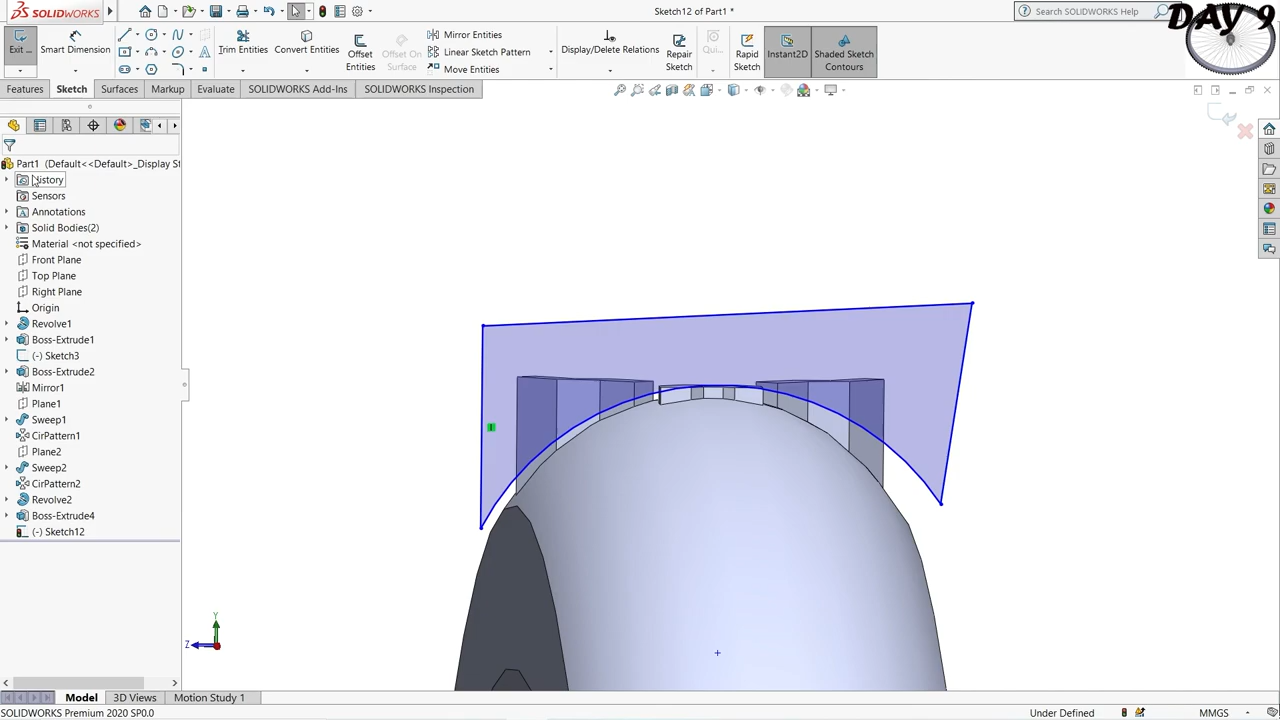 SOLIDWORKS
Part1 *
Search SOLIDWORKS Help
DAY 9
Exit ...
Smart Dimension
Trim Entities
Convert Entities
Offset Entities
Offset On Surface
Mirror Entities
Linear Sketch Pattern
Move Entities
Display/Delete Relations
Repair Sketch
Qui...
Rapid Sketch
Instant2D
Shaded Sketch Contours
Features
Sketch
Surfaces
Markup
Evaluate
SOLIDWORKS Add-Ins
SOLIDWORKS Inspection
Part1 (Default<<Default>_Display St
History
Sensors
Annotations
Solid Bodies(2)
Material <not specified>
Front Plane
Top Plane
Right Plane
Origin
Revolve1
Boss-Extrude1
(-) Sketch3
Boss-Extrude2
Mirror1
Plane1
Sweep1
CirPattern1
Plane2
Sweep2
CirPattern2
Revolve2
Boss-Extrude4
(-) Sketch12
Y
Z
Model
3D Views
Motion Study 1
SOLIDWORKS Premium 2020 SP0.0
Under Defined
MMGS